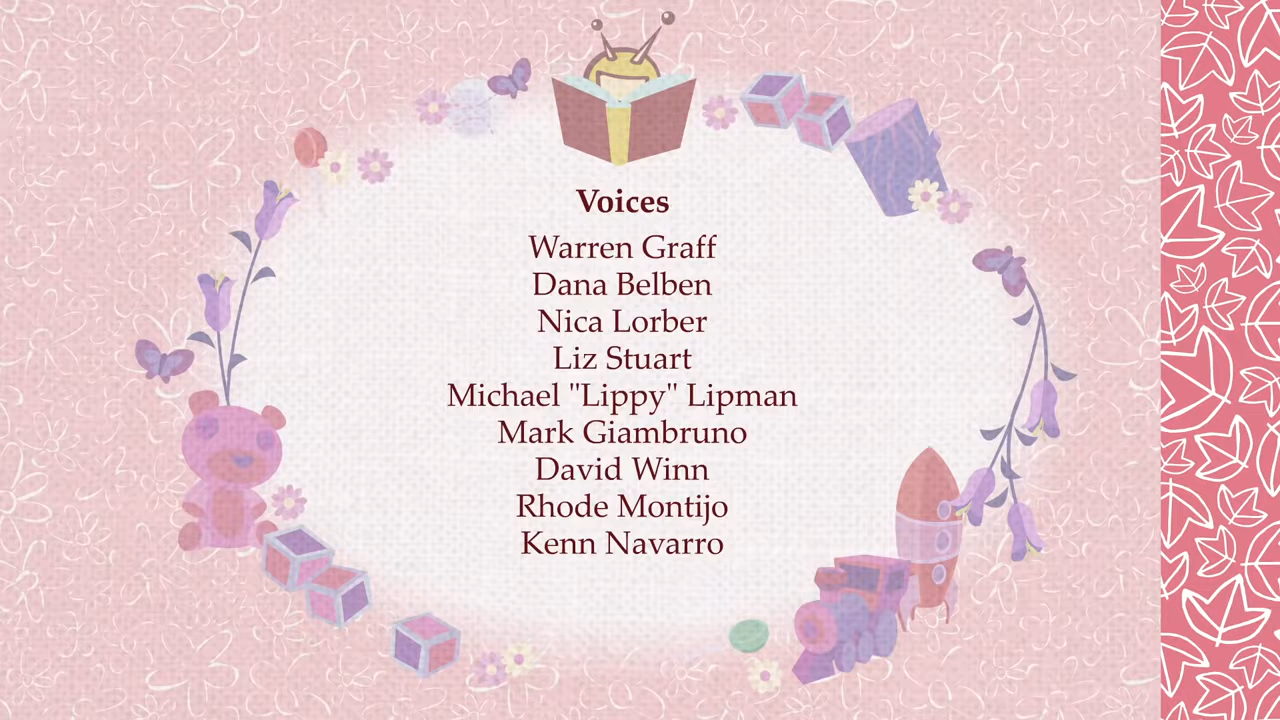 Voices
Warren Graff
Dana Belben
Nica Lorber
Liz Stuart
Michael "Lippy" Lipman
Mark Giambruno
David Winn
Rhode Montijo
Kenn Navarro